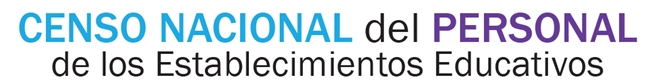 CENSO NACIONAL del PERSONAL
de los Establecimientos Educativos